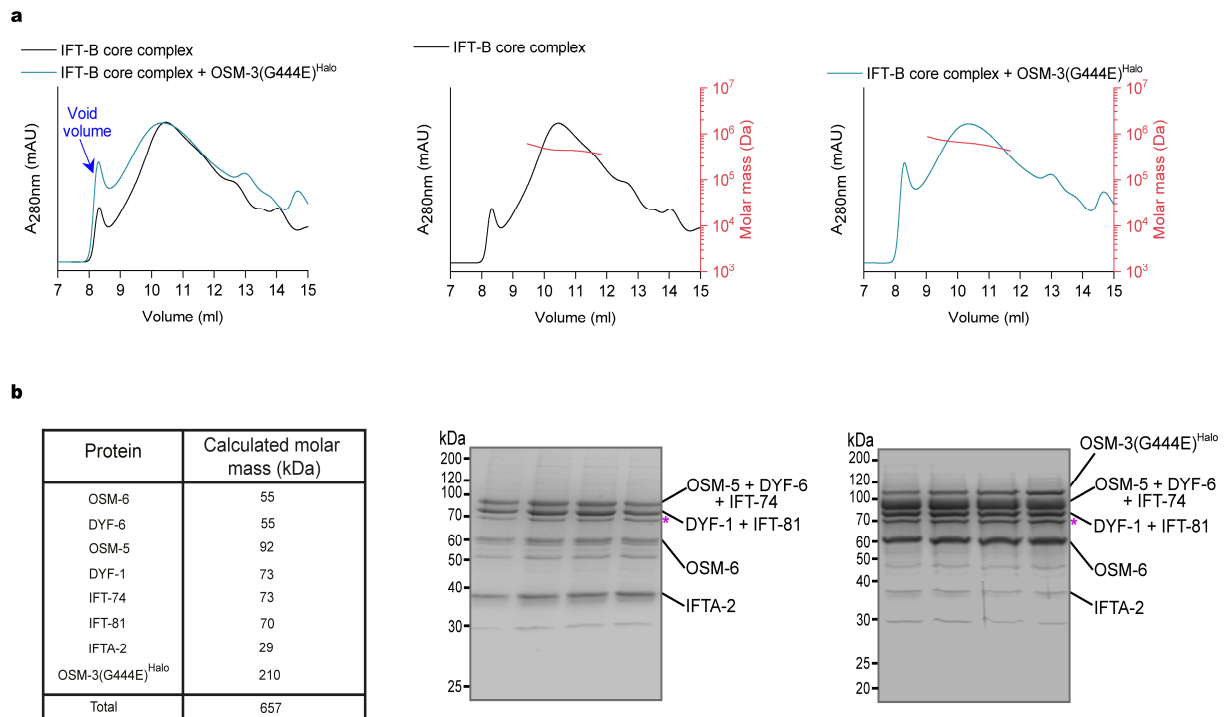 a
IFT-B core complex
IFT-B core complex + OSM-3(G444E)Halo
Void
volume
A280nm (mAU)
7 8 9 10 11 12 13 14 15
Volume (ml)
IFT-B core complex
A280nm (mAU)
10^7
10^6
10^5
10^4
10^3
Molar mass (Da)
7 8 9 10 11 12 13 14 15
Volume (ml)
IFT-B core complex + OSM-3(G444E)Halo
A280nm (mAU)
10^7
10^6
10^5
10^4
10^3
Molar mass (Da)
7 8 9 10 11 12 13 14 15
Volume (ml)
b
Protein Calculated molar
mass (kDa)
OSM-6 55
DYF-6 55
OSM-5 92
DYF-1 73
IFT-74 73
IFT-81 70
IFTA-2 29
OSM-3(G444E)Halo 210
Total 657
kDa
200
120
100
70
60
50
40
30
25
OSM-5 + DYF-6
+ IFT-74
DYF-1 + IFT-81
*
OSM-6
IFTA-2
kDa
200
120
100
70
60
50
40
30
25
20
OSM-3(G444E)Halo
OSM-5 + DYF-6
+ IFT-74
DYF-1 + IFT-81
*
OSM-6
IFTA-2